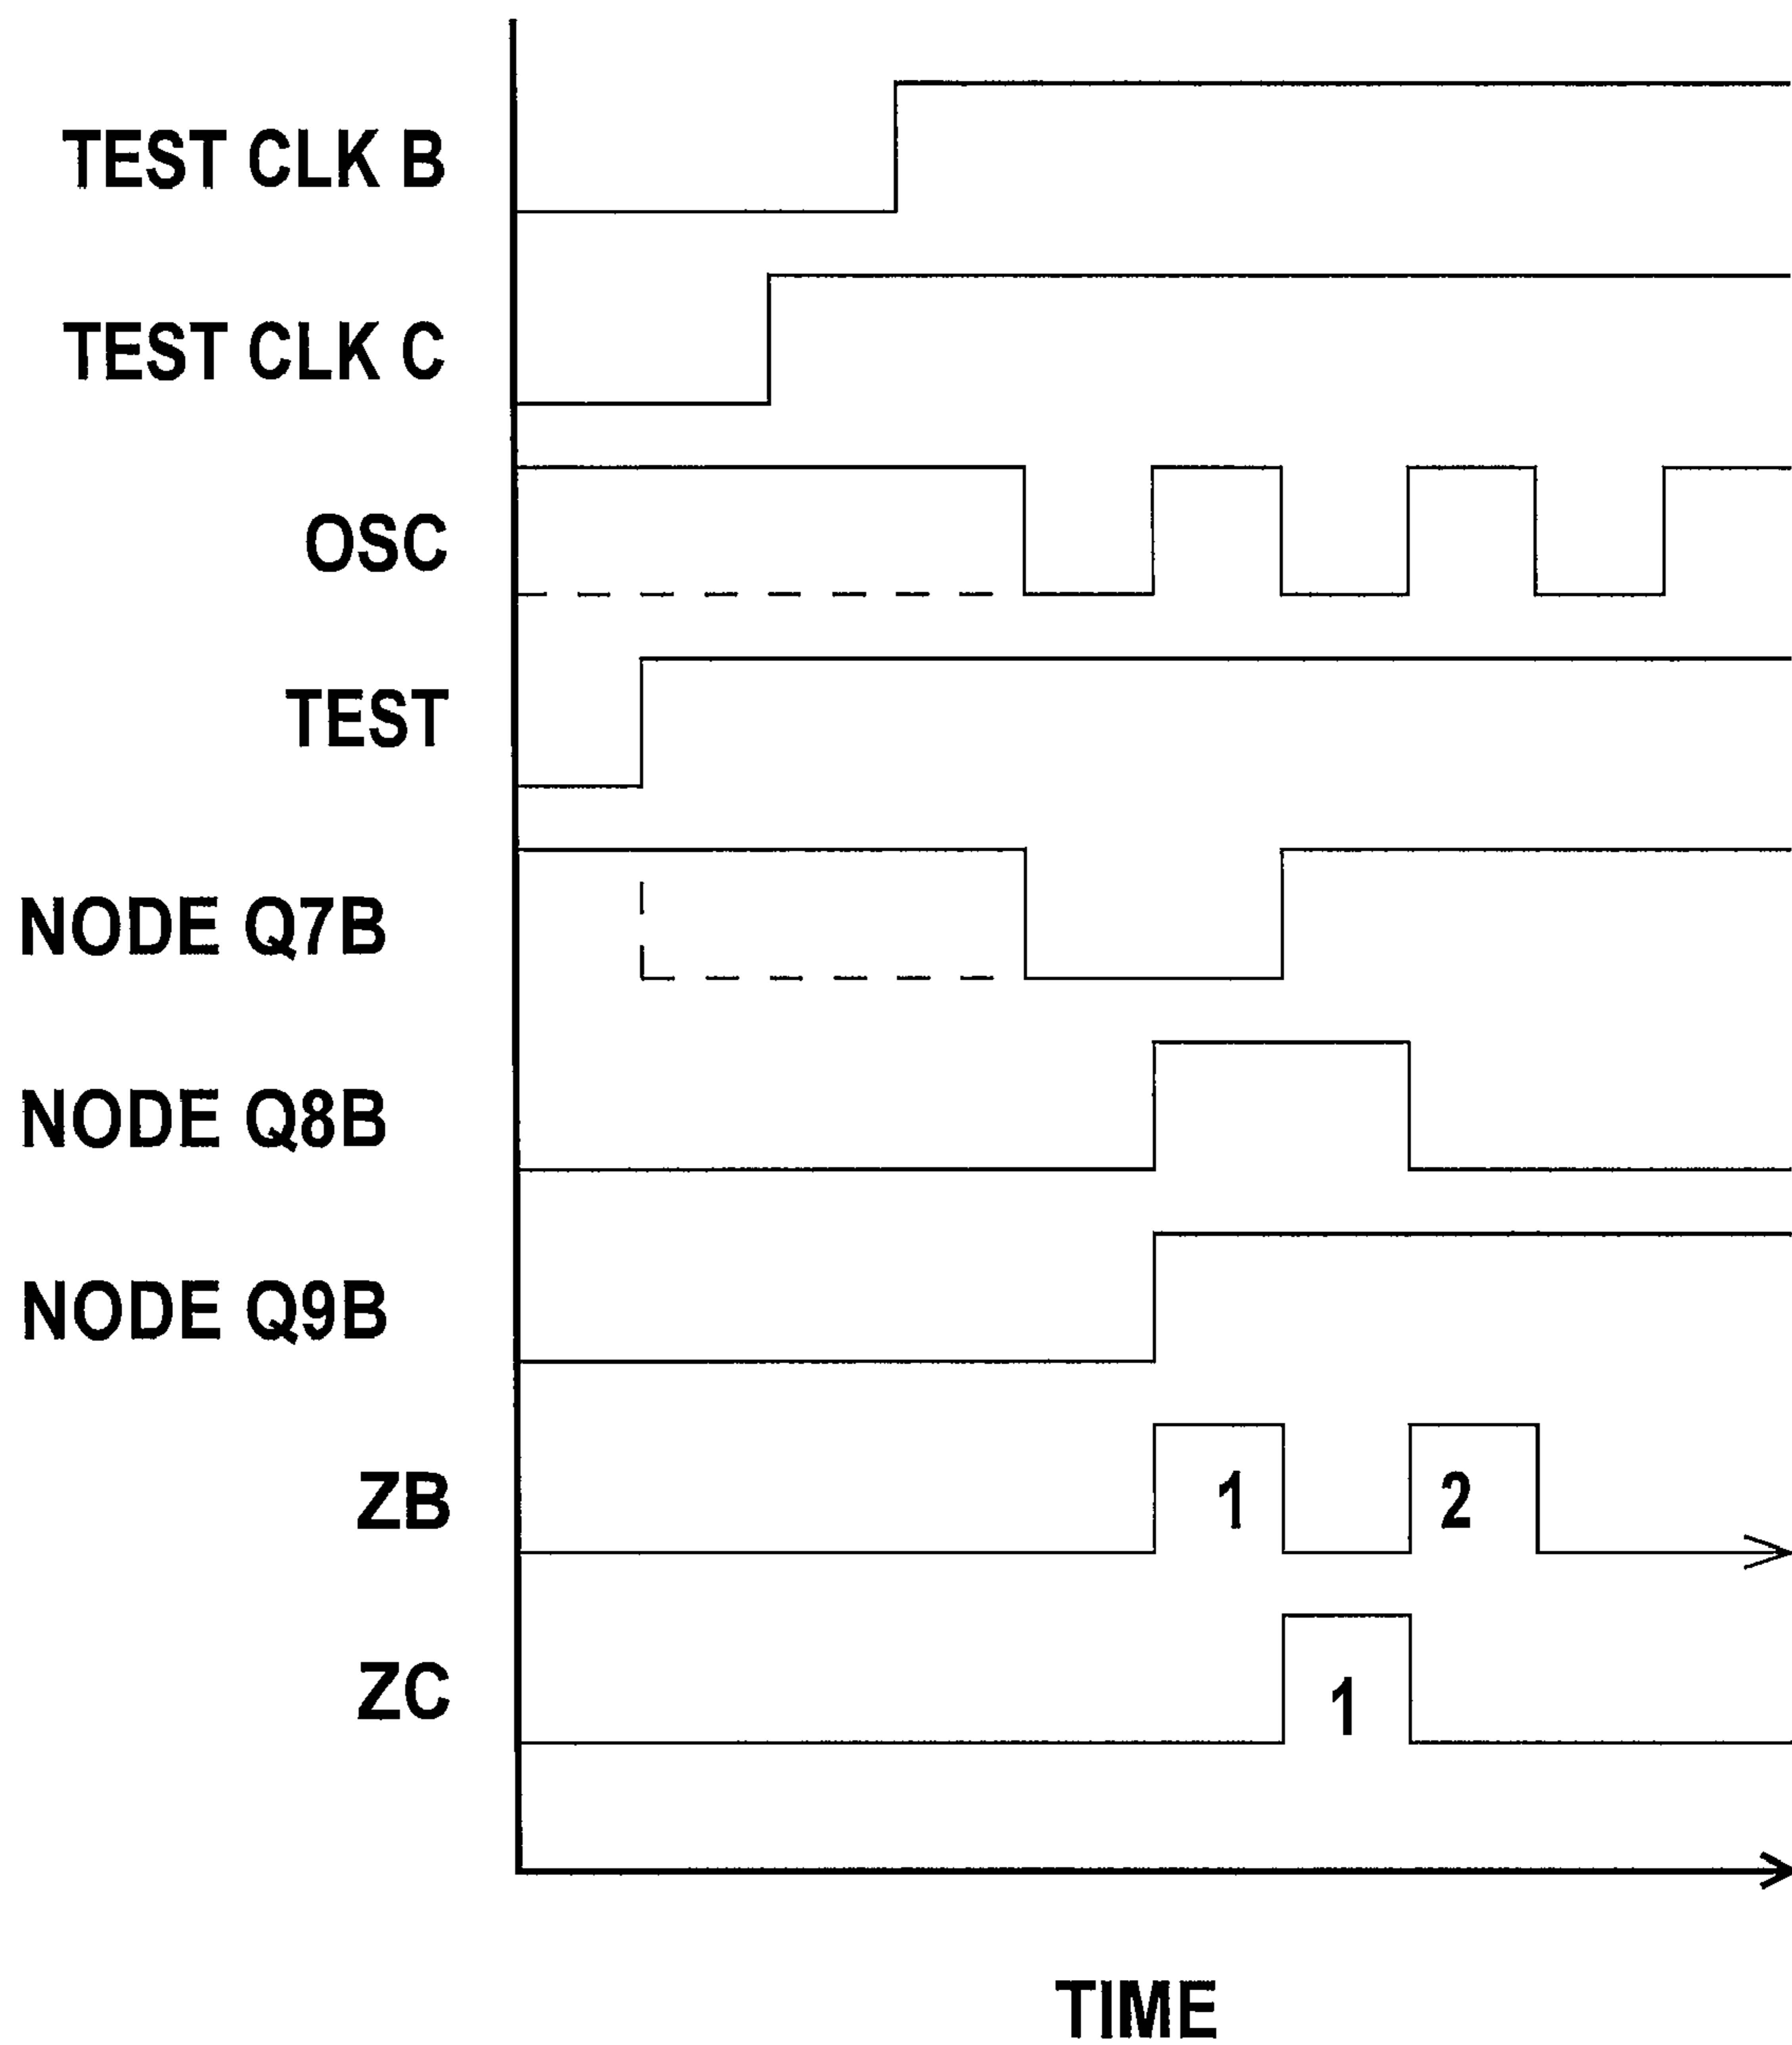 TEST CLK B
TEST CLK C
OSC
TEST
NODE Q7B
NODE Q8B
NODE Q9B
ZB
1
2
ZC
1
TIME